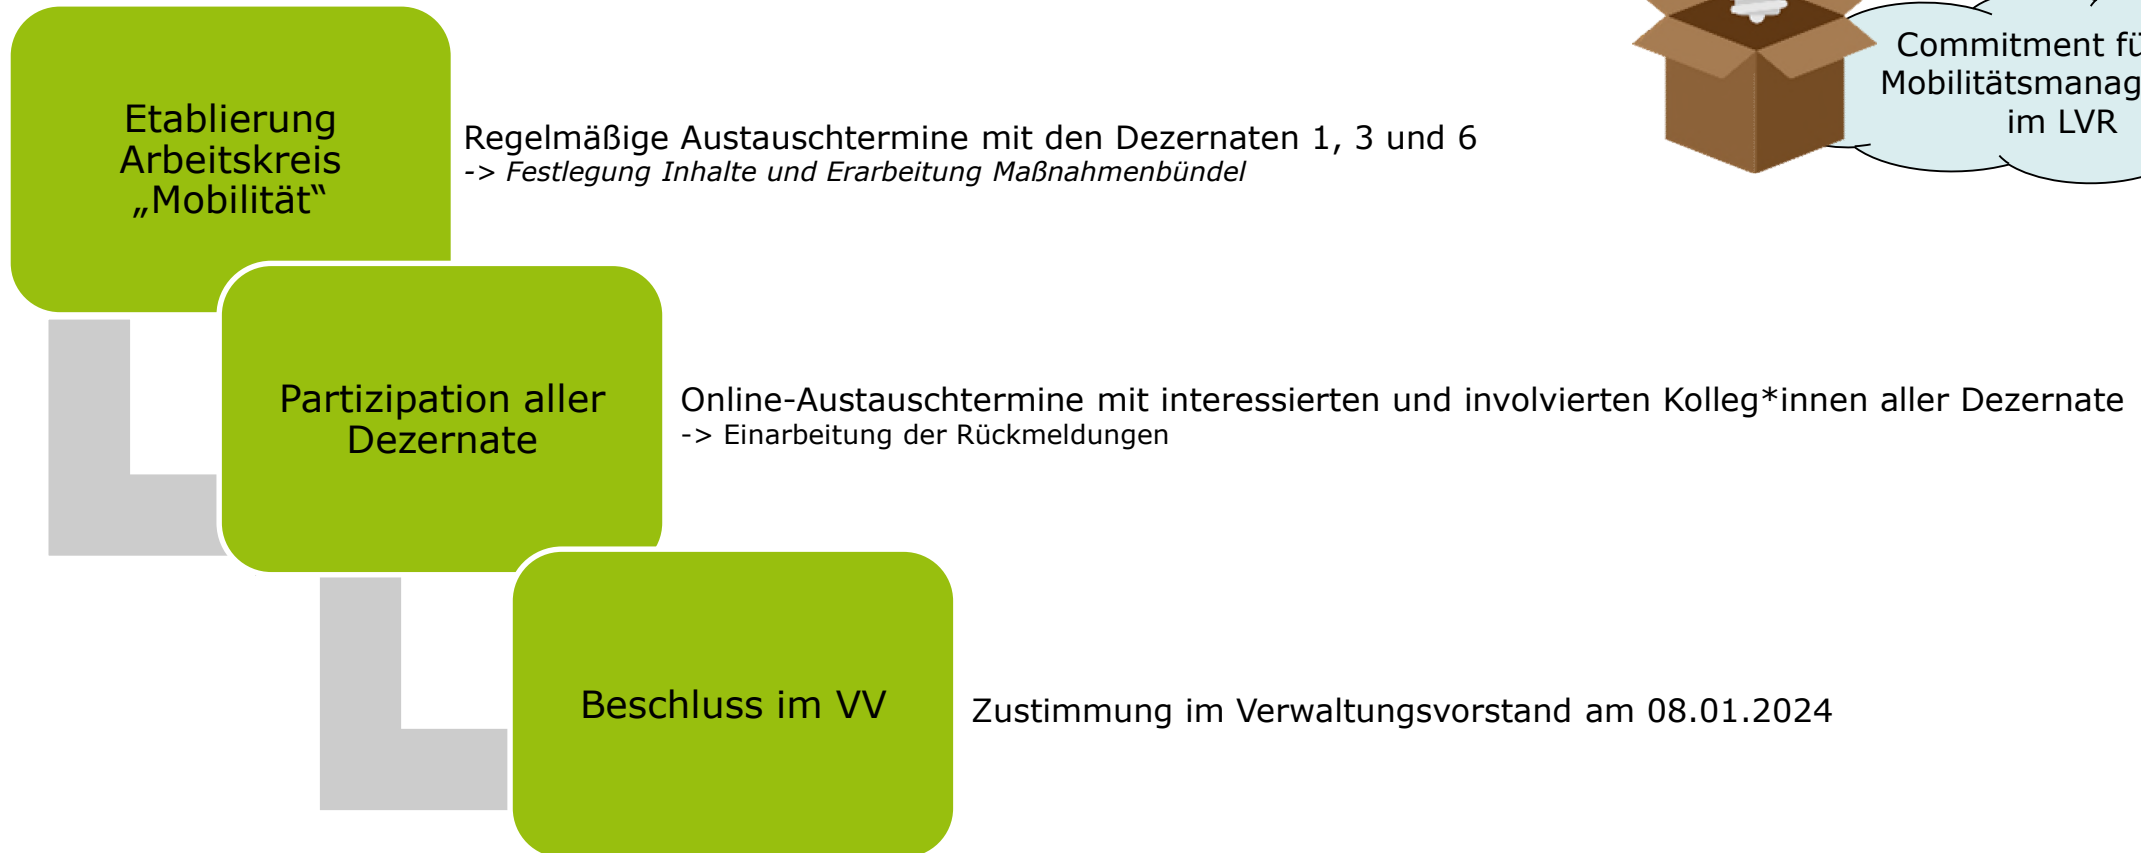 Etablierung
Arbeitskreis
„Mobilität“
Regelmäßige Austauschtermine mit den Dezernaten 1, 3 und 6
-> Festlegung Inhalte und Erarbeitung Maßnahmenbündel
Commitment
Mobilitätsmanag
im LVR
Partizipation aller
Dezernate
Online-Austauschtermine mit interessierten und involvierten Kolleg*innen aller Dezernate
-> Einarbeitung der Rückmeldungen
Beschluss im VV
Zustimmung im Verwaltungsvorstand am 08.01.2024